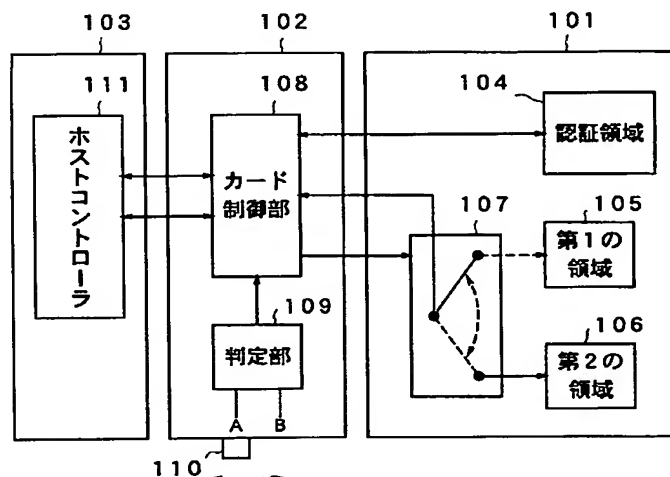 103
102
101
111
108
104
ホストコントローラ
カード
制御部
認証領域
107
105
第1の
領域
109
判定部
106
第2の
領域
A
B
110